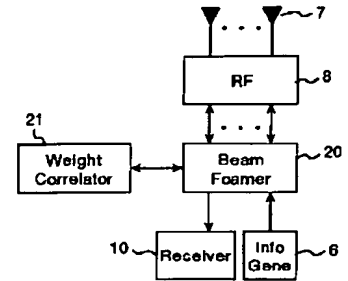 7
RF
8
21
Weight
Correlator
Beam
Foamer
20
10
Receiver
Info
Gene
6